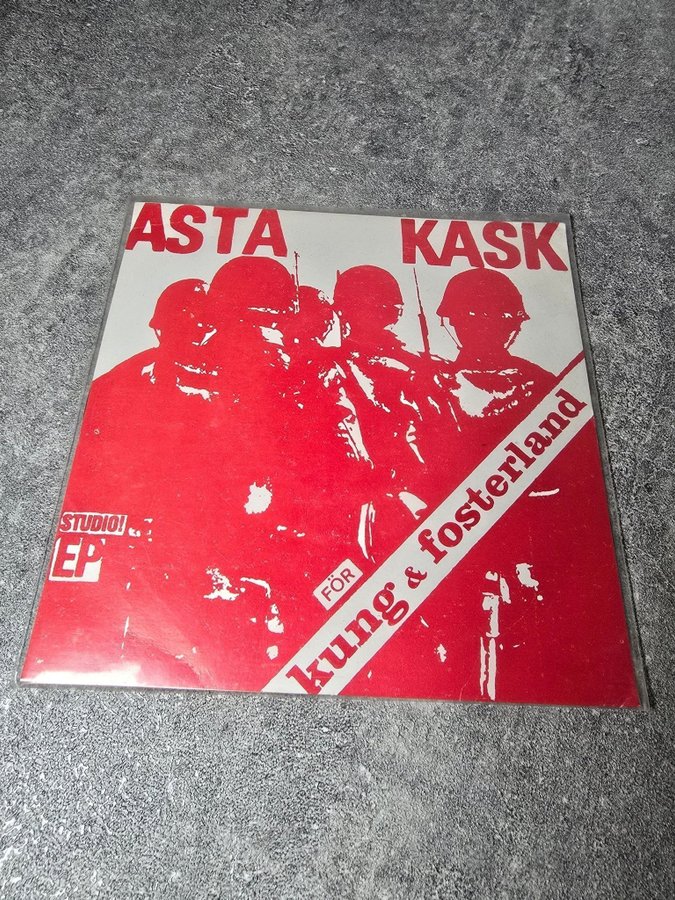 ASTA KASK
STUDIO!
EP
FÖR
kung & fosterland